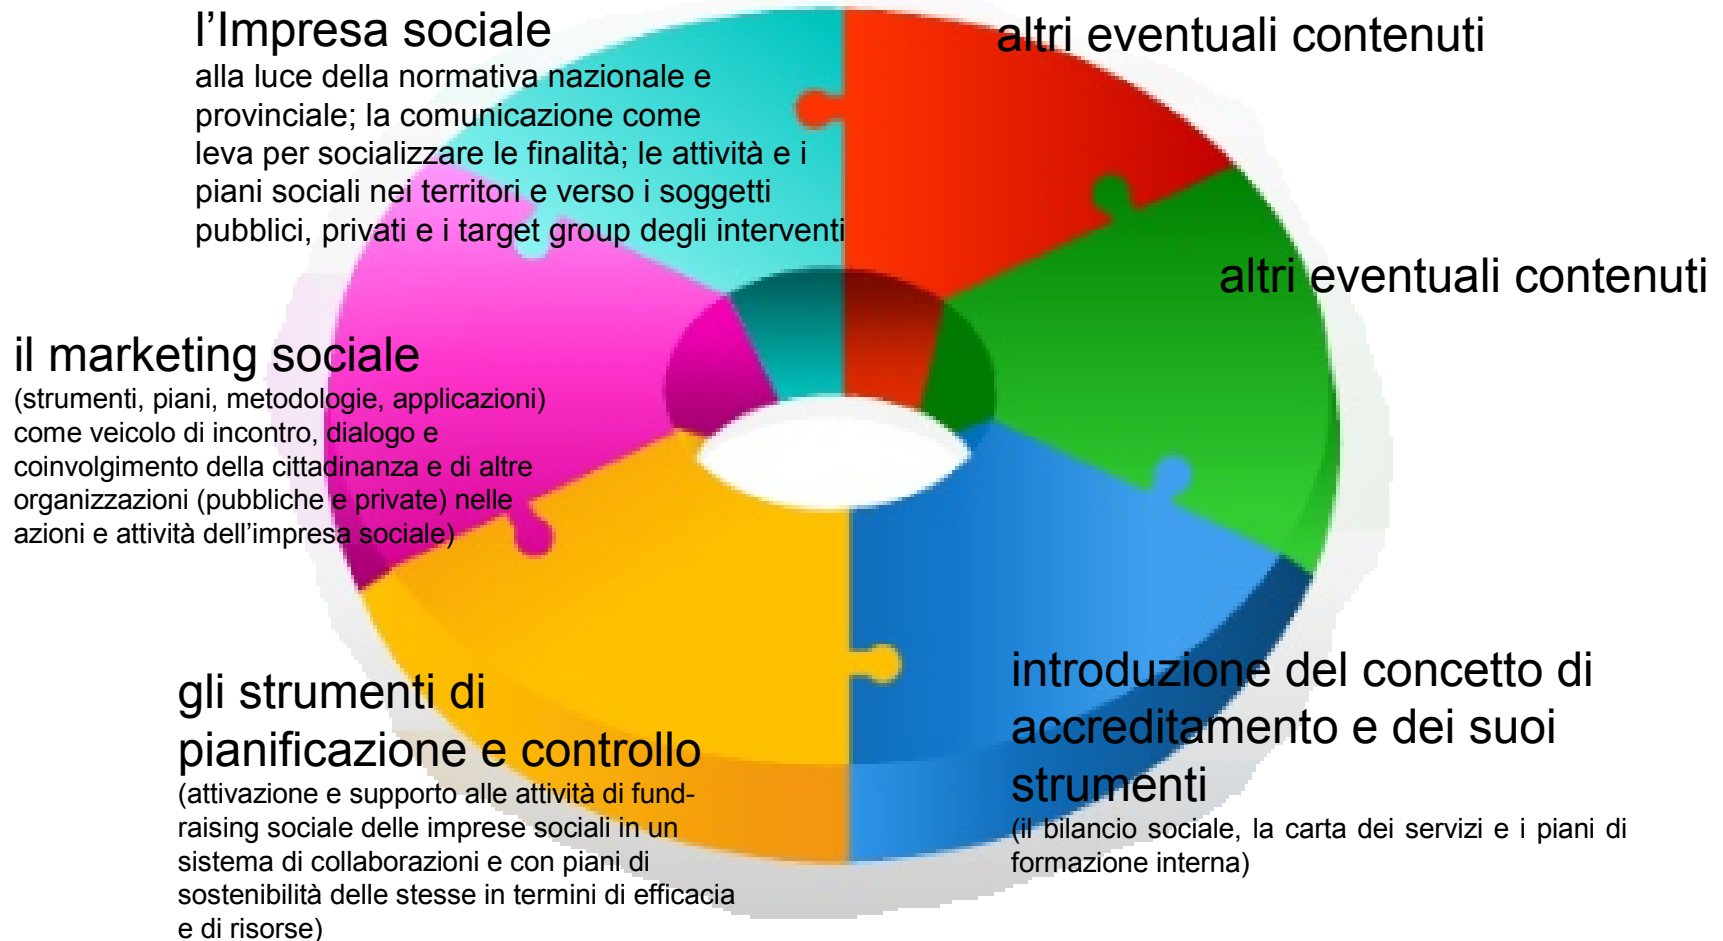 l'Impresa sociale
alla luce della normativa nazionale e
provinciale; la comunicazione come
leva per socializzare le finalità; le attività e i
piani sociali nei territori e verso i soggetti
pubblici, privati e i target group degli interventi
altri eventuali contenuti
altri eventuali contenuti
il marketing sociale
(strumenti, piani, metodologie, applicazioni)
come veicolo di incontro, dialogo e
coinvolgimento della cittadinanza e di altre
organizzazioni (pubbliche e private) nelle
azioni e attività dell'impresa sociale)
gli strumenti di
pianificazione e controllo
(attivazione e supporto alle attività di fund-
raising sociale delle imprese sociali in un
sistema di collaborazioni e con piani di
sostenibilità delle stesse in termini di efficacia
e di risorse)
introduzione del concetto di
accreditamento e dei suoi
strumenti
(il bilancio sociale, la carta dei servizi e i piani di
formazione interna)